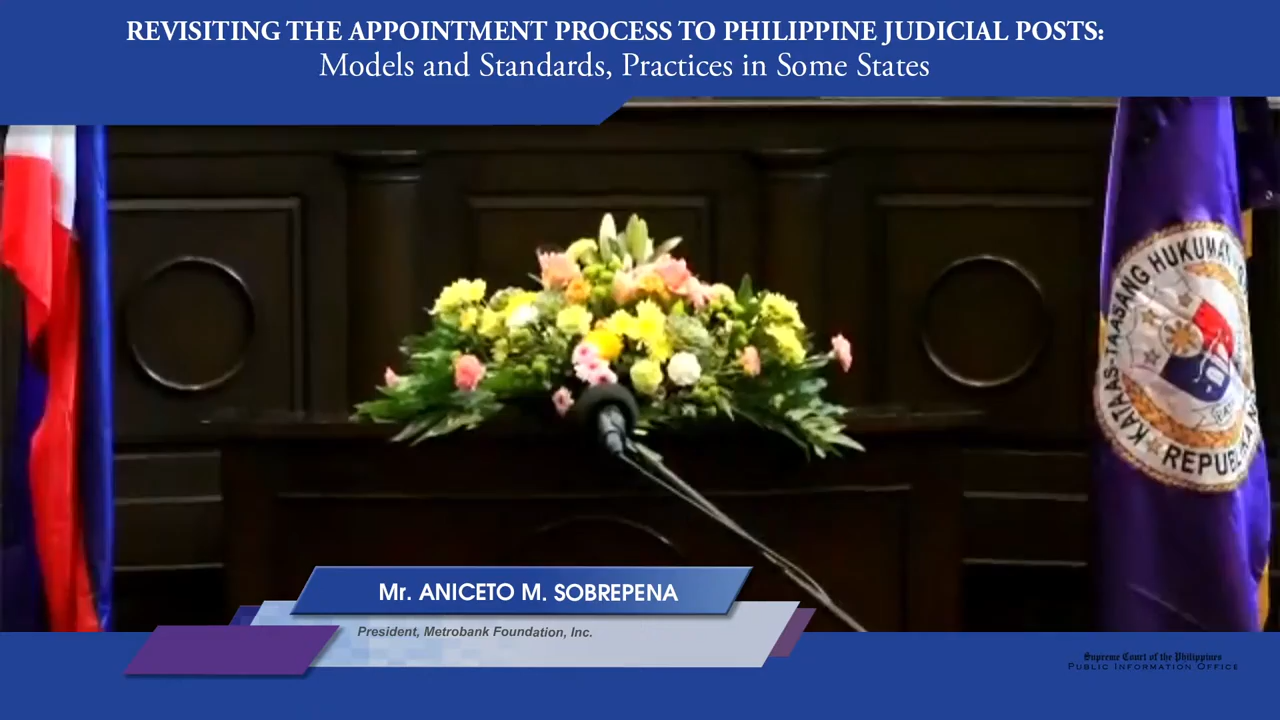 REVISITING THE APPOINTMENT PROCESS TO PHILIPPINE JUDICIAL POSTS:
Models and Standards, Practices in Some States
KATAAS-TAASANG HUKUMAN
REPUBLIKA
Mr. ANICETO M. SOBREPENA
President, Metrobank Foundation, Inc.
Supreme Court of the Philippines
PUBLIC INFORMATION OFFICE